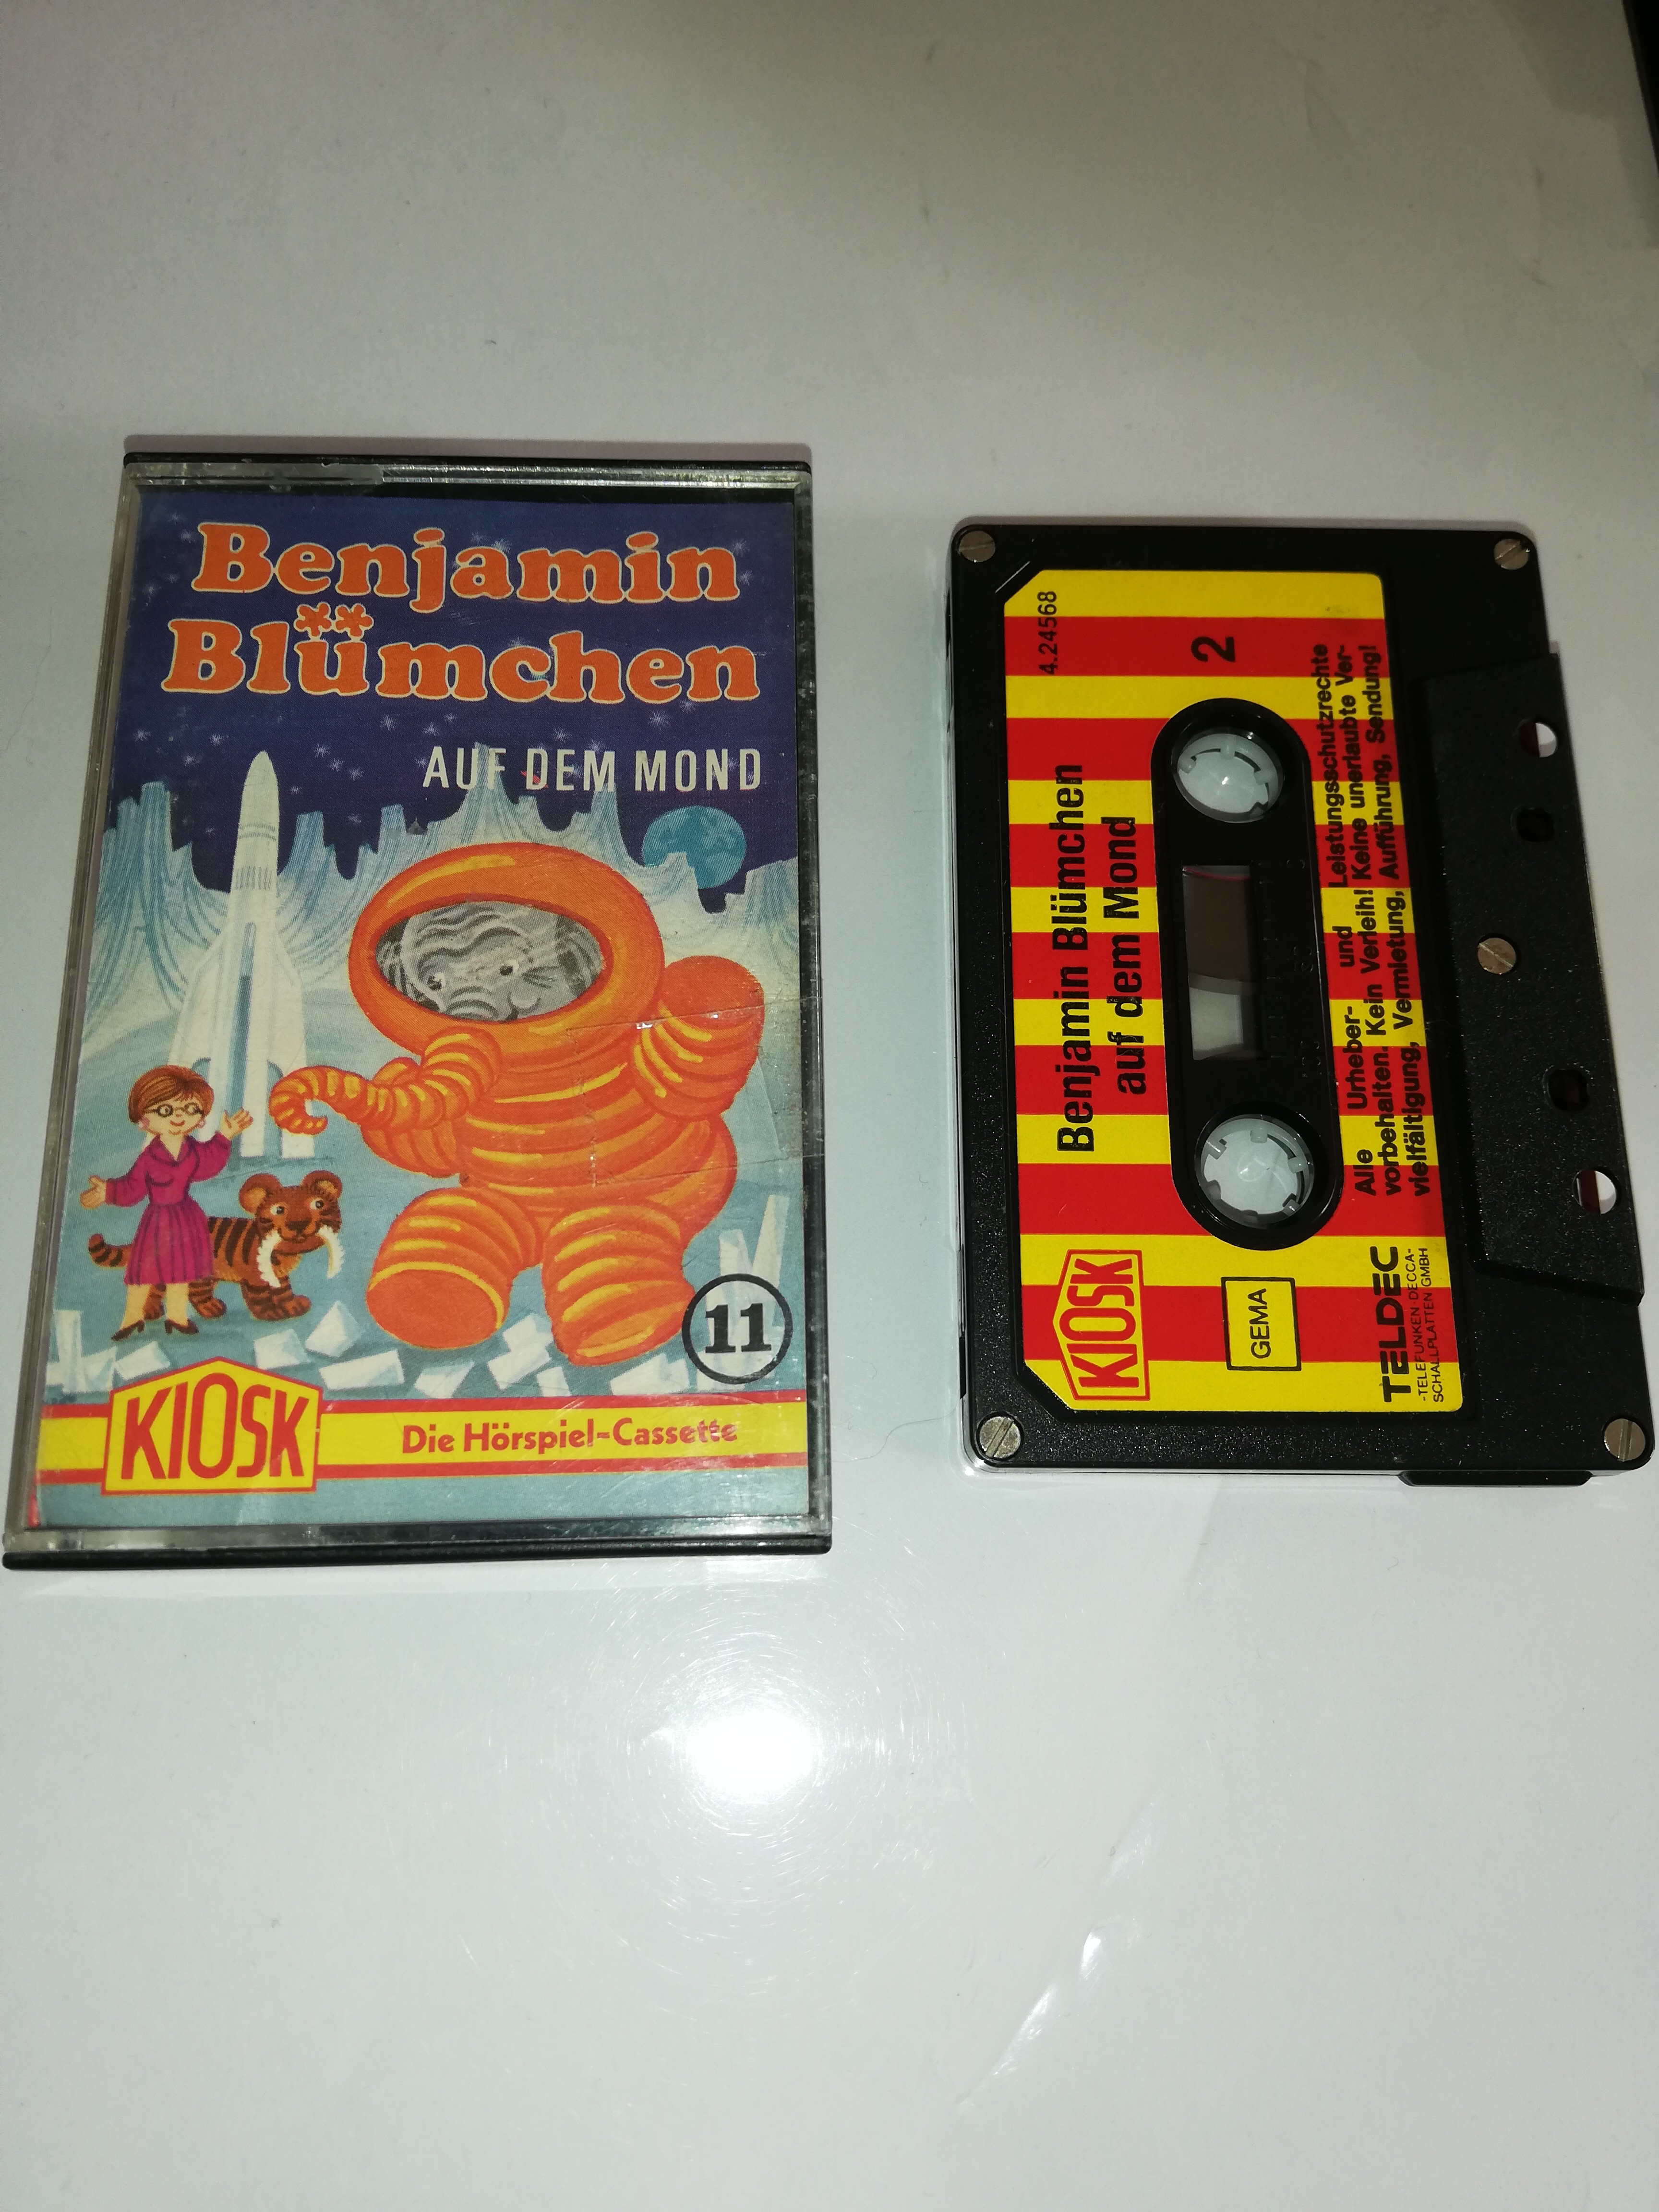 Benjamin
Blümchen
AUF DEM MOND
11
KIOSK
Die Hörspiel-Cassette
4.24568
2
Benjamin Blümchen
auf dem Mond
KIOSK
GEMA
Alle Urheber- und Leistungsschutzrechte
vorbehalten. Kein Verleih! Keine unerlaubte Ver-
vielfältigung, Vermietung, Aufführung, Sendung!
TELDEC
-TELEFUNKEN-DECCA-
SCHALLPLATTEN GMBH